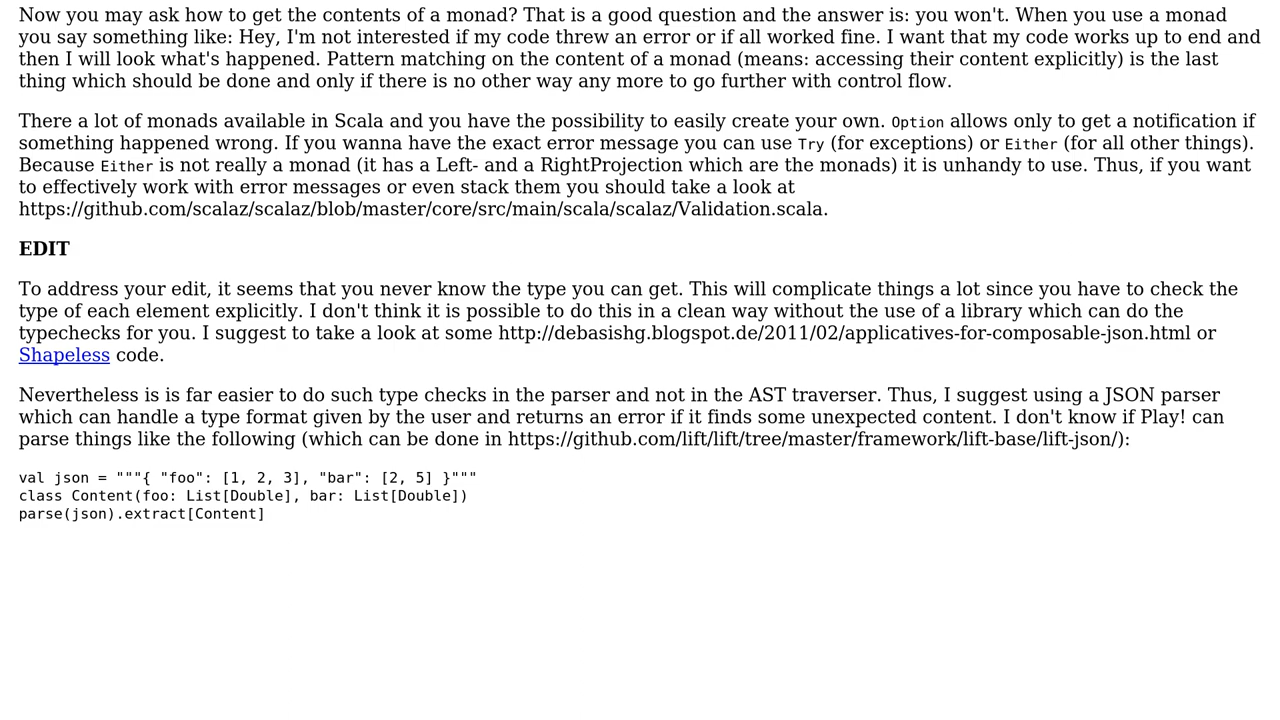 Now you may ask how to get the contents of a monad? That is a good question and the answer is: you won't. When you use a monad
you say something like: Hey, I'm not interested if my code threw an error or if all worked fine. I want that my code works up to end and
then I will look what's happened. Pattern matching on the content of a monad (means: accessing their content explicitly) is the last
thing which should be done and only if there is no other way any more to go further with control flow.
There a lot of monads available in Scala and you have the possibility to easily create your own. Option allows only to get a notification if
something happened wrong. If you wanna have the exact error message you can use Try (for exceptions) or Either (for all other things).
Because Either is not really a monad (it has a Left- and a RightProjection which are the monads) it is unhandy to use. Thus, if you want
to effectively work with error messages or even stack them you should take a look at
https://github.com/scalaz/scalaz/blob/master/core/src/main/scala/scalaz/Validation.scala.
EDIT
To address your edit, it seems that you never know the type you can get. This will complicate things a lot since you have to check the
type of each element explicitly. I don't think it is possible to do this in a clean way without the use of a library which can do the
typechecks for you. I suggest to take a look at some http://debasishg.blogspot.de/2011/02/applicatives-for-composable-json.html or
Shapeless code.
Nevertheless is is far easier to do such type checks in the parser and not in the AST traverser. Thus, I suggest using a JSON parser
which can handle a type format given by the user and returns an error if it finds some unexpected content. I don't know if Play! can
parse things like the following (which can be done in https://github.com/lift/lift/tree/master/framework/lift-base/lift-json/):
val json = """{ "foo": [1, 2, 3], "bar": [2, 5] }"""
class Content(foo: List[Double], bar: List[Double])
parse(json).extract[Content]